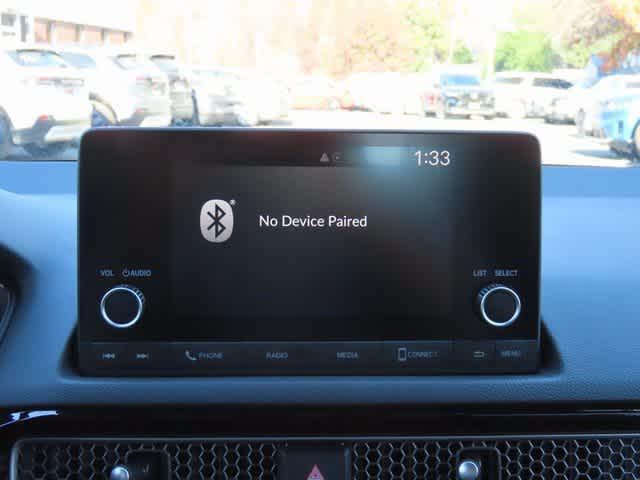 1:33
No Device Paired
VOL AUDIO
LIST SELECT
PHONE RADIO MEDIA CONNECT MENU